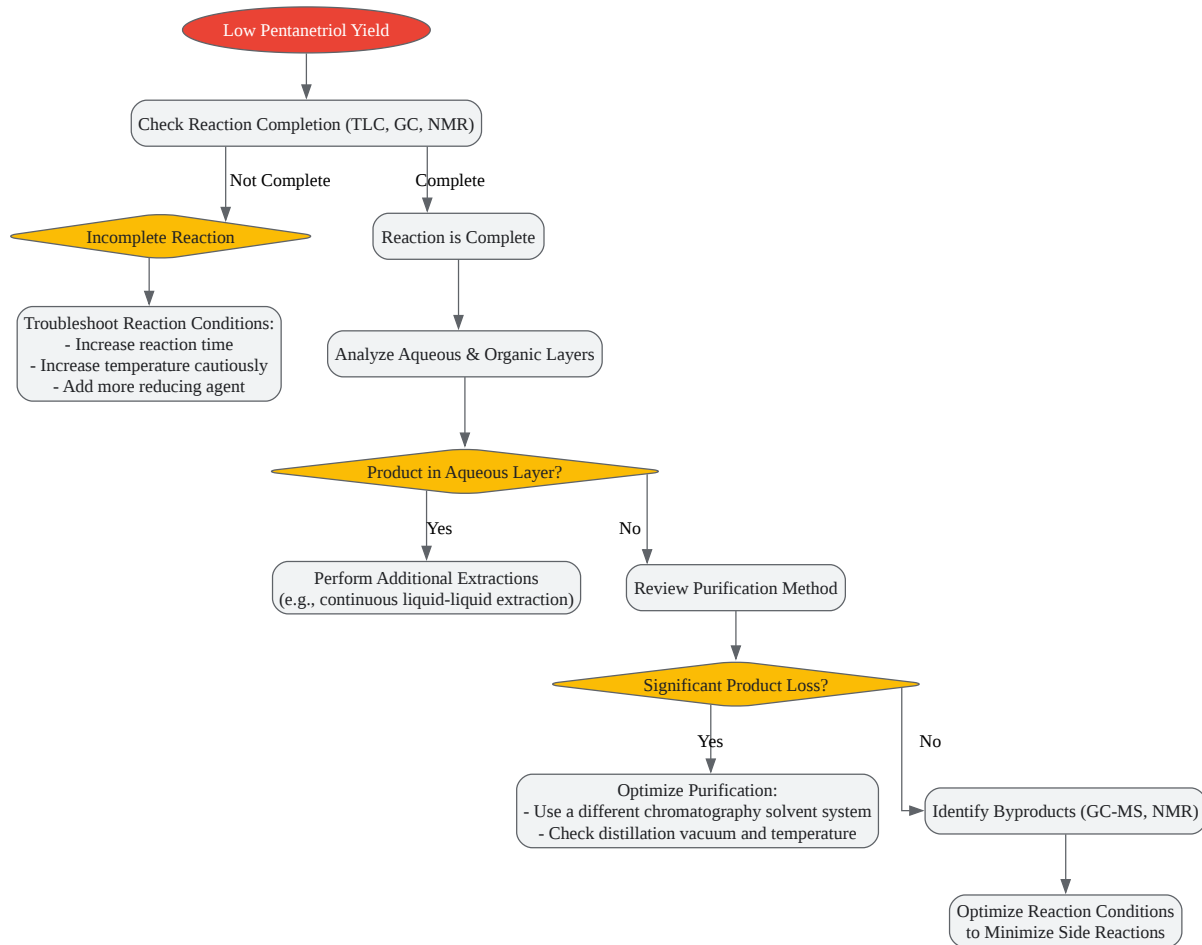 Low Pentanetriol Yield
Check Reaction Completion (TLC, GC, NMR)
Not Complete
Complete
Incomplete Reaction
Reaction is Complete
Troubleshoot Reaction Conditions:
- Increase reaction time
- Increase temperature cautiously
- Add more reducing agent
Analyze Aqueous & Organic Layers
Product in Aqueous Layer?
Yes
No
Perform Additional Extractions
(e.g., continuous liquid-liquid extraction)
Review Purification Method
Significant Product Loss?
Yes
No
Optimize Purification:
- Use a different chromatography solvent system
- Check distillation vacuum and temperature
Identify Byproducts (GC-MS, NMR)
Optimize Reaction Conditions
to Minimize Side Reactions